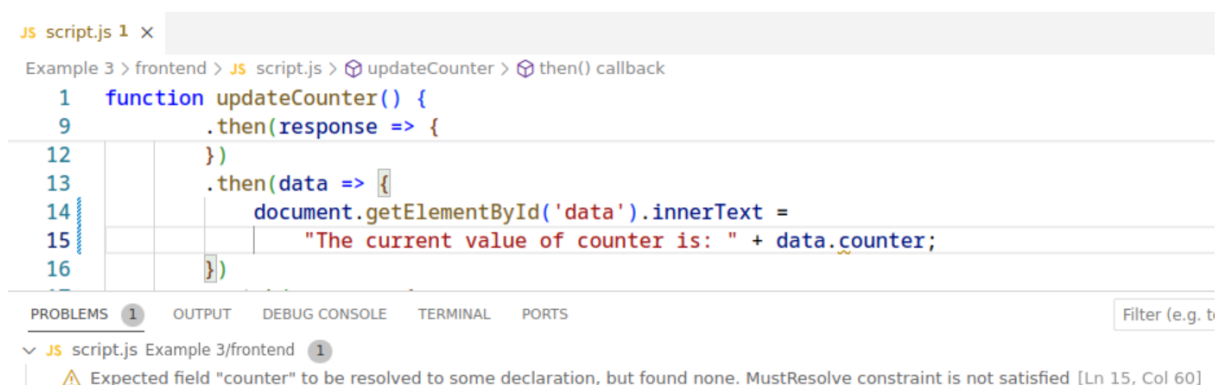 JS script.js 1 ×
Example 3 > frontend > JS script.js > updateCounter > then() callback
1 function updateCounter() {
9 .then(response => {
12 })
13 .then(data => {
14 document.getElementById('data').innerText =
15 "The current value of counter is: " + data.counter;
16 })
PROBLEMS 1 OUTPUT DEBUG CONSOLE TERMINAL PORTS Filter (e.g. t
JS script.js Example 3/frontend 1
Expected field "counter" to be resolved to some declaration, but found none. MustResolve constraint is not satisfied [Ln 15, Col 60]